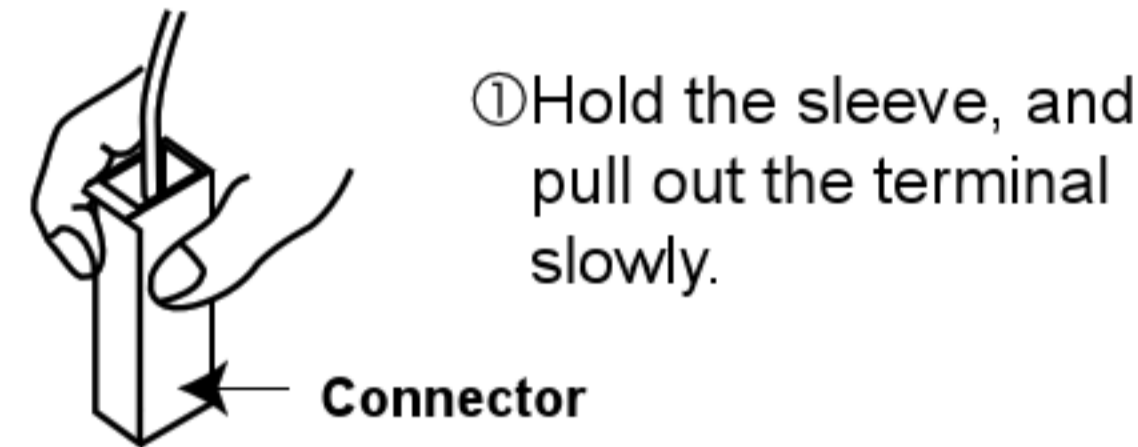 ①Hold the sleeve, and
pull out the terminal
slowly.
Connector